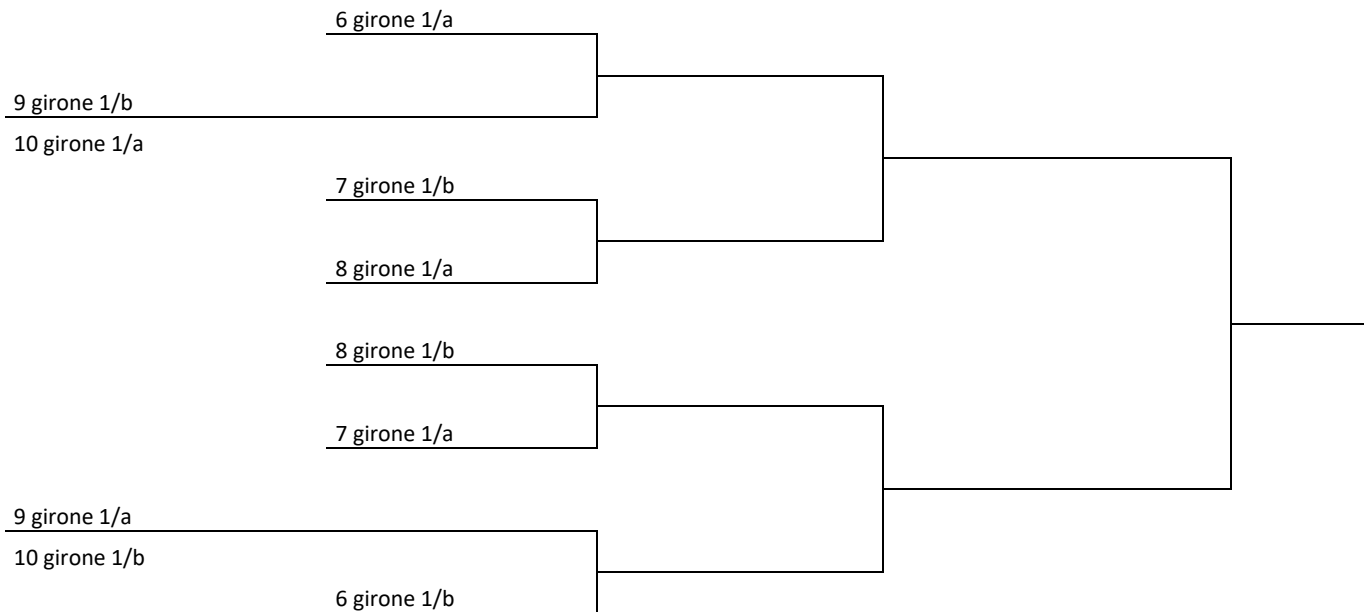 6 girone 1/a
9 girone 1/b
10 girone 1/a
7 girone 1/b
8 girone 1/a
8 girone 1/b
7 girone 1/a
9 girone 1/a
10 girone 1/b
6 girone 1/b